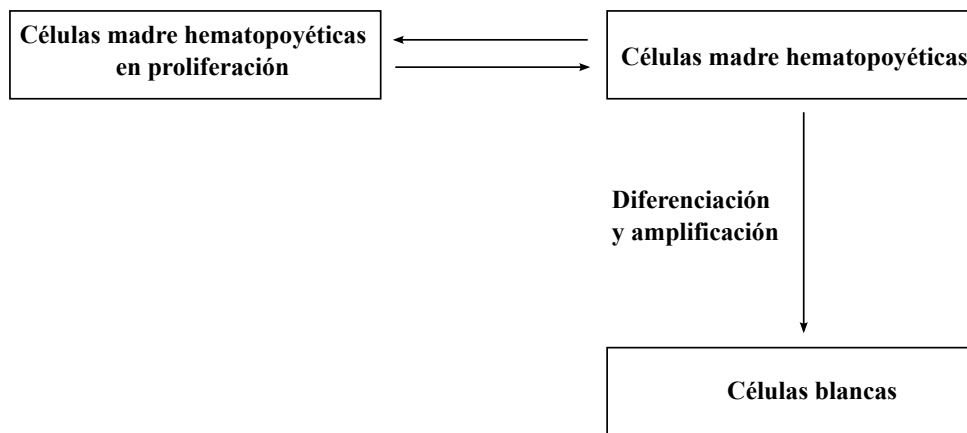 Células madre hematopoyéticas
en proliferación
Células madre hematopoyéticas
Diferenciación
y amplificación
Células blancas